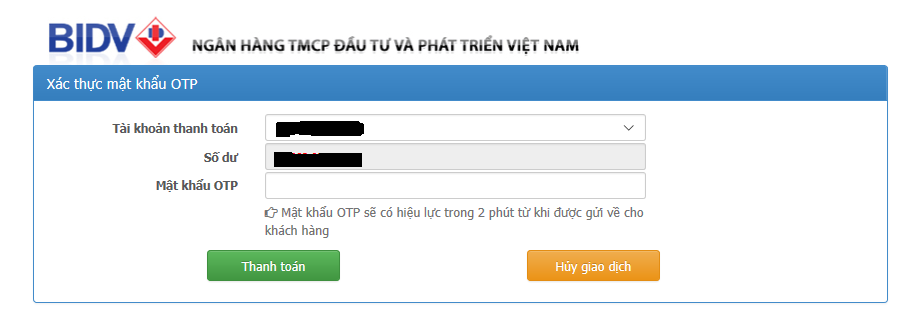 BIDV NGÂN HÀNG TMCP ĐẦU TƯ VÀ PHÁT TRIỂN VIỆT NAM
Xác thực mật khẩu OTP
Tài khoản thanh toán
Số dư
Mật khẩu OTP
Mật khẩu OTP sẽ có hiệu lực trong 2 phút từ khi được gửi về cho
khách hàng
Thanh toán Hủy giao dịch